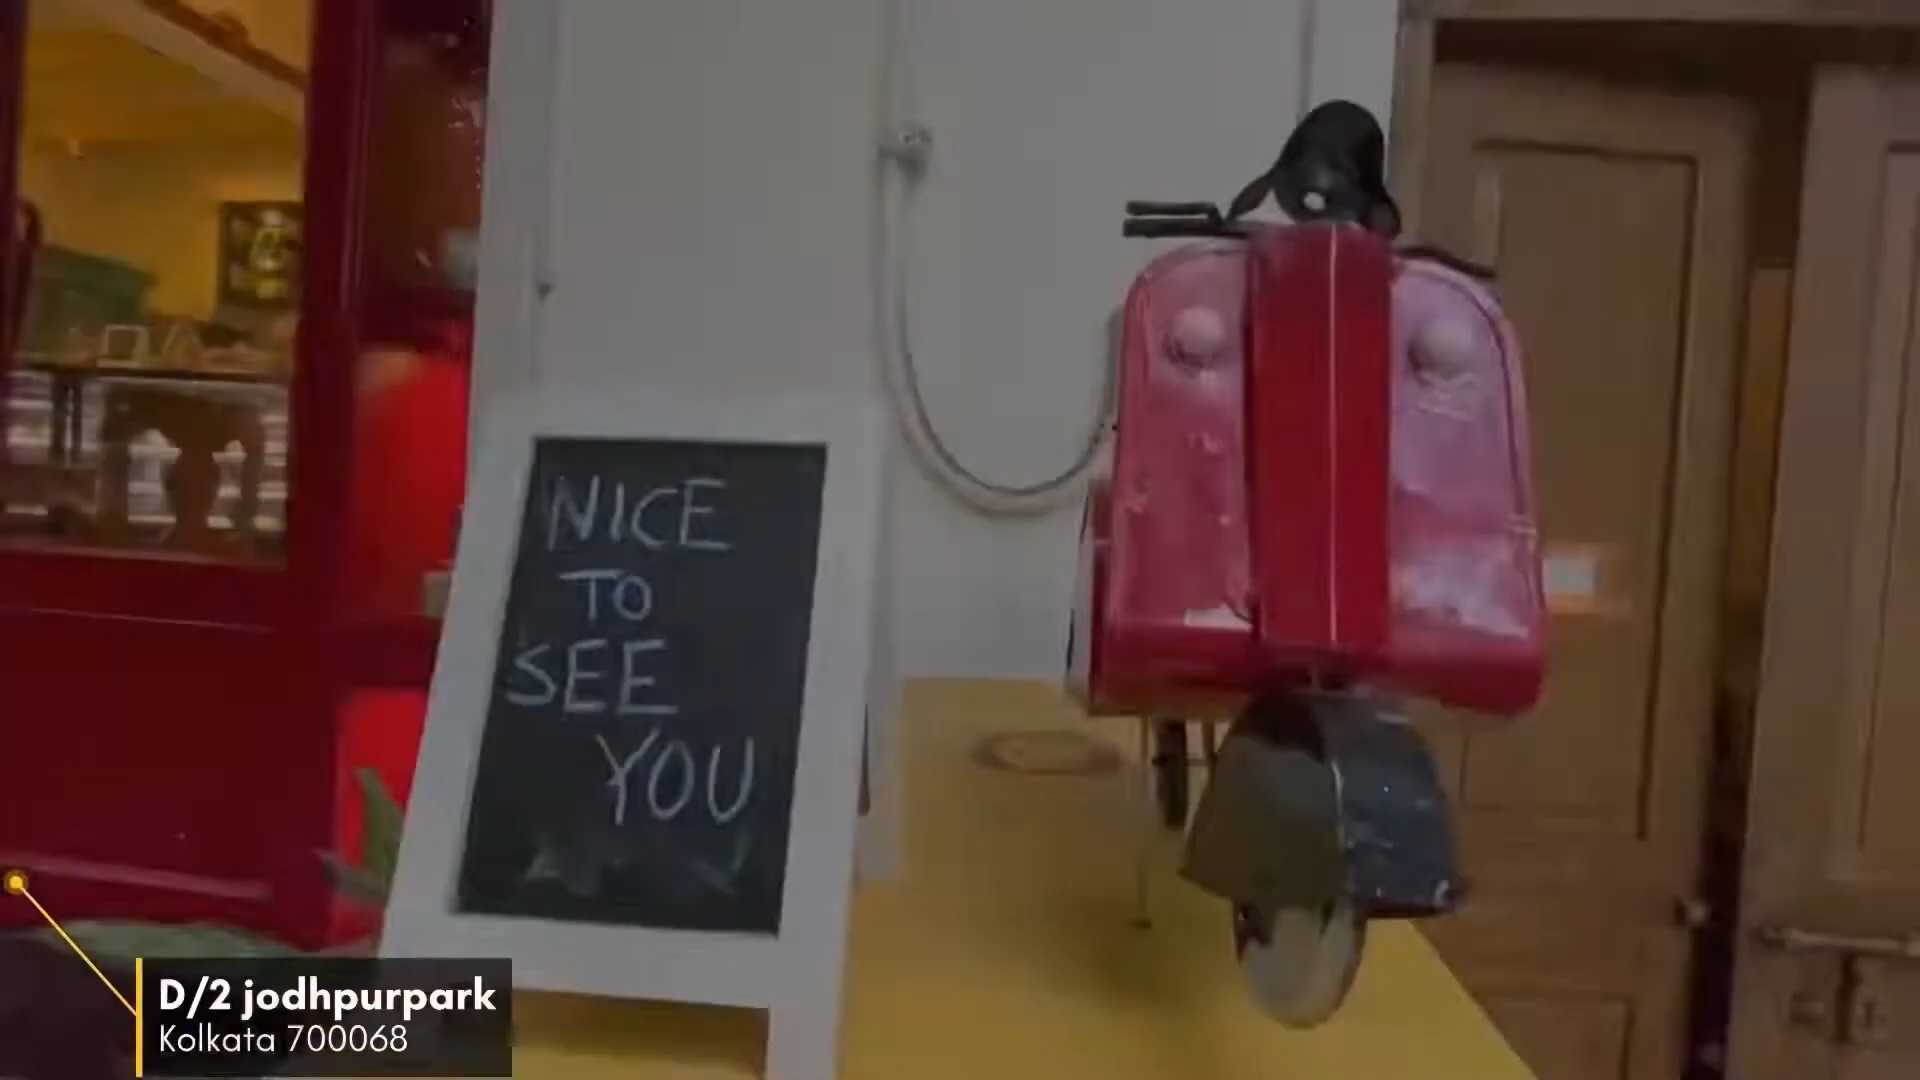 NICE
TO
SEE
YOU
D/2 jodhpurpark
Kolkata 700068